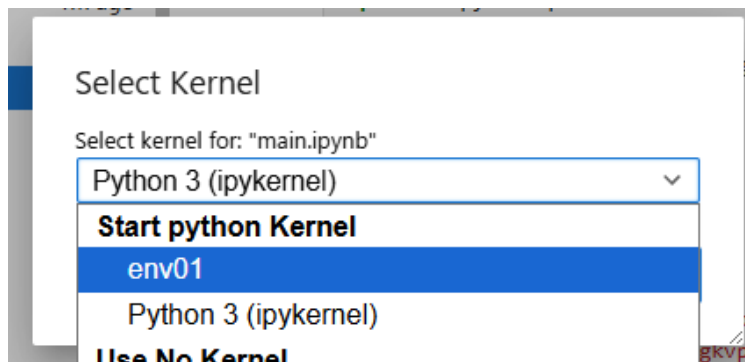 Select Kernel
Select kernel for: "main.ipynb"
Python 3 (ipykernel)
Start python Kernel
env01
Python 3 (ipykernel)
Use No Kernel